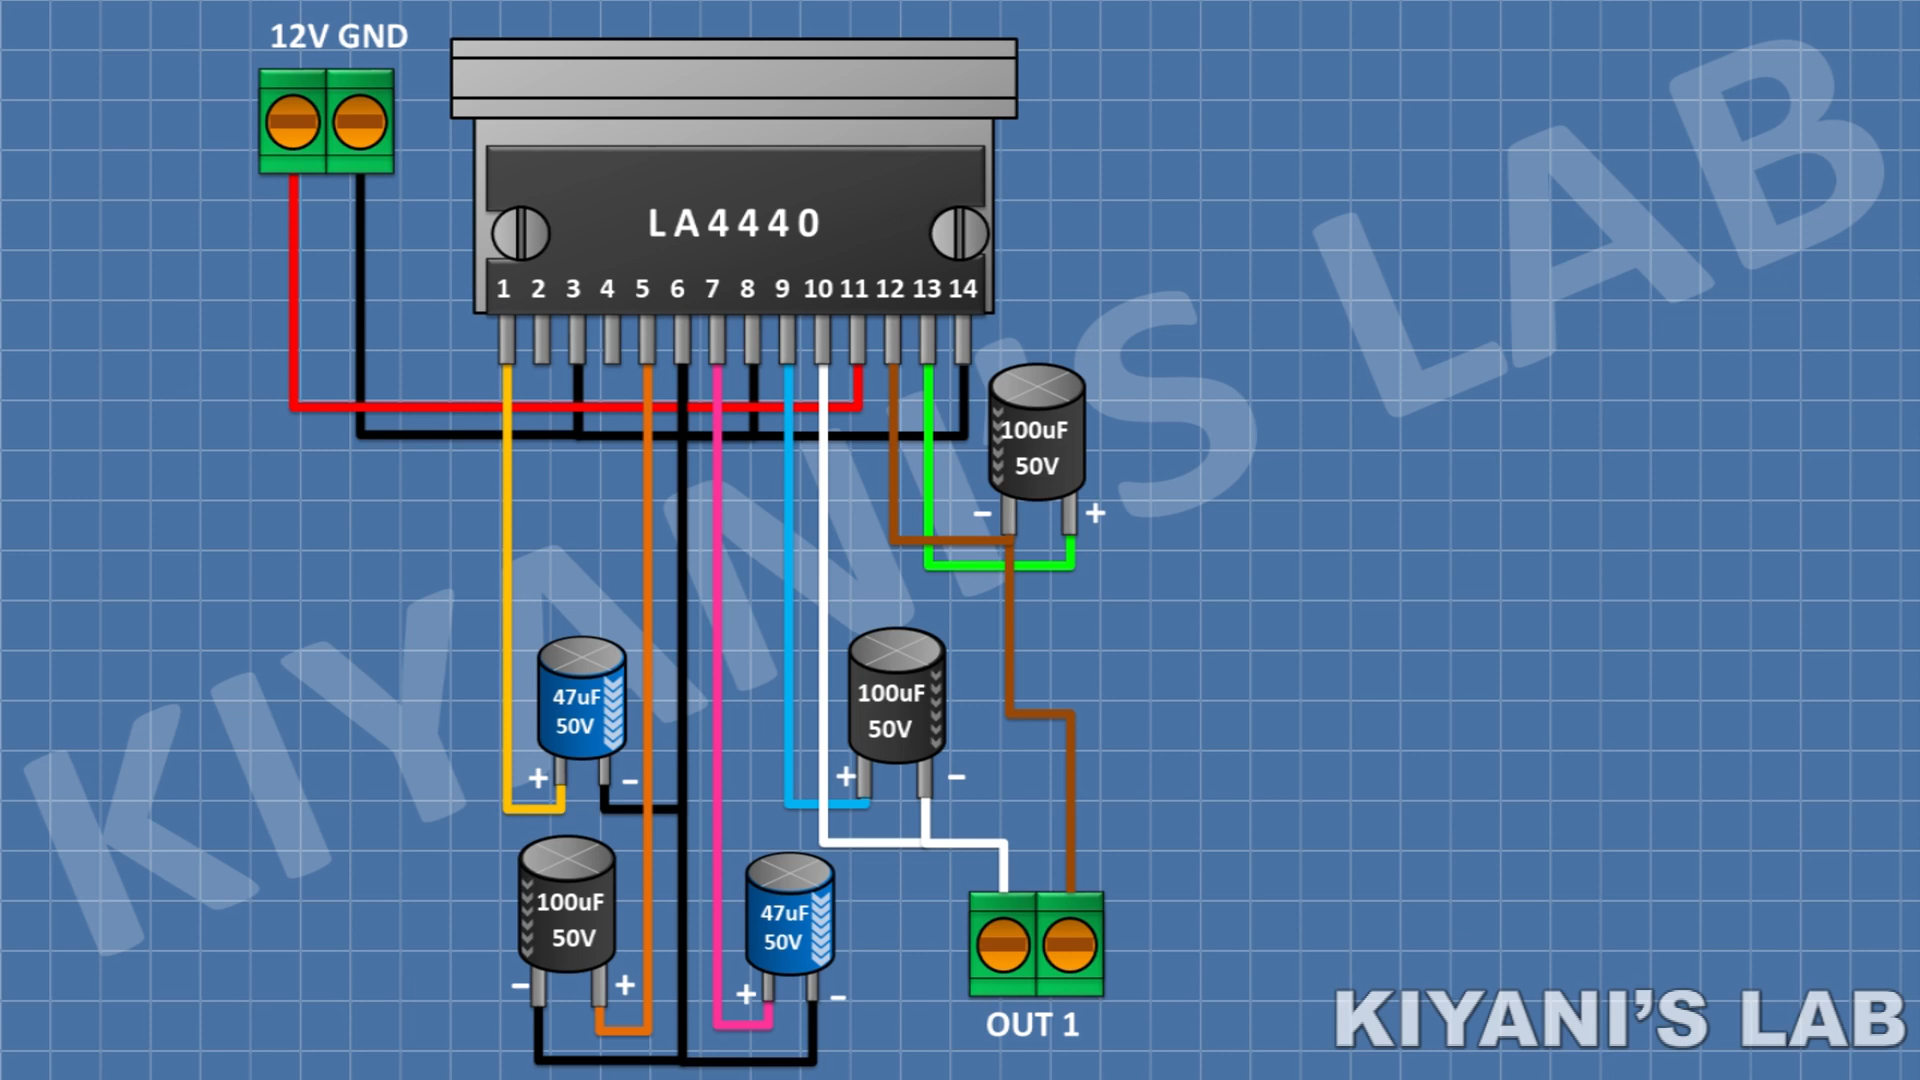 12V GND
LA4440
1 2 3 4 5 6 7 8 9 10 11 12 13 14
100uF
50V
- +
47uF
50V
+ -
100uF
50V
+ -
100uF
50V
- +
47uF
50V
+ -
OUT 1
KIYANI'S LAB
KIYANI'S LAB